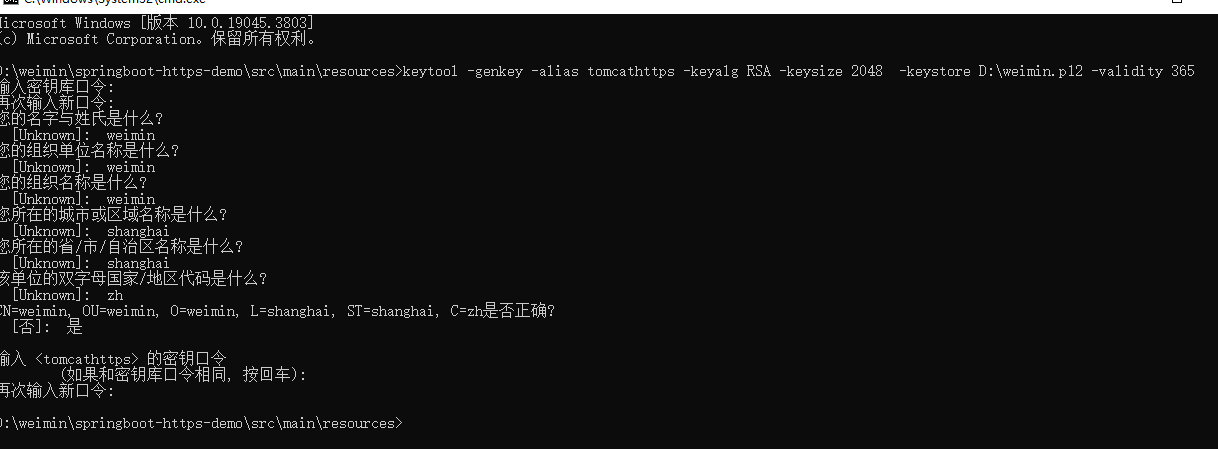 C:\Windows\system32\cmd.exe
Microsoft Windows [版本 10.0.19045.3803]
(c) Microsoft Corporation。保留所有权利。
D:\weimin\springboot-https-demo\src\main\resources>keytool -genkey -alias tomcathttps -keyalg RSA -keysize 2048  -keystore D:\weimin.p12 -validity 365
输入密钥库口令:
再次输入新口令:
您的名字与姓氏是什么?
  [Unknown]:  weimin
您的组织单位名称是什么?
  [Unknown]:  weimin
您的组织名称是什么?
  [Unknown]:  weimin
您所在的城市或区域名称是什么?
  [Unknown]:  shanghai
您所在的省/市/自治区名称是什么?
  [Unknown]:  shanghai
该单位的双字母国家/地区代码是什么?
  [Unknown]:  zh
CN=weimin, OU=weimin, O=weimin, L=shanghai, ST=shanghai, C=zh是否正确?
  [否]:  是
输入 <tomcathttps> 的密钥口令
        (如果和密钥库口令相同, 按回车):
再次输入新口令:
D:\weimin\springboot-https-demo\src\main\resources>